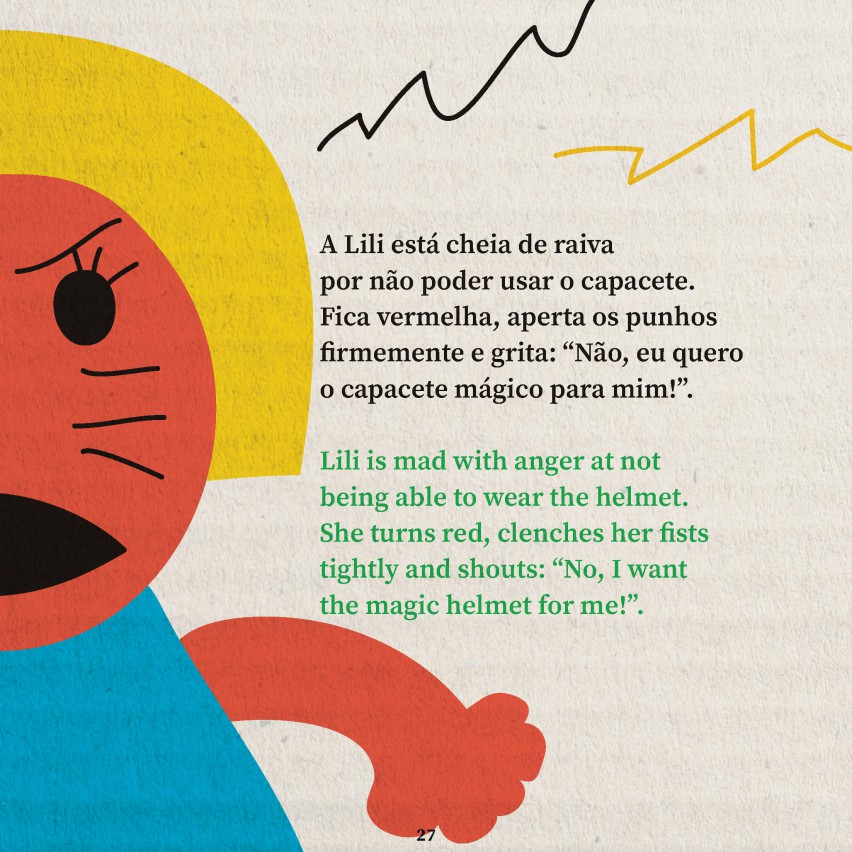 A Lili está cheia de raiva
por não poder usar o capacete.
Fica vermelha, aperta os punhos
firmemente e grita: “Não, eu quero
o capacete mágico para mim!”.
Lili is mad with anger at not
being able to wear the helmet.
She turns red, clenches her fists
tightly and shouts: “No, I want
the magic helmet for me!”.
27